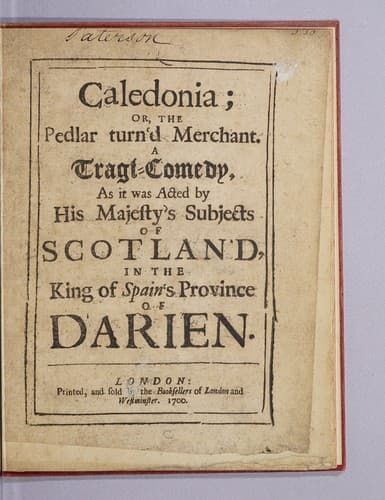 Paterson
Caledonia;
OR, THE
Pedlar turn'd Merchant.
A
Tragi-Comedy,
As it was Acted by
His Majeſty's Subjects
OF
SCOTLAND,
IN THE
King of Spain's Province
OF
DARIEN.
LONDON:
Printed, and ſold by the Bookſellers of London and
Weſtminſter. 1700.